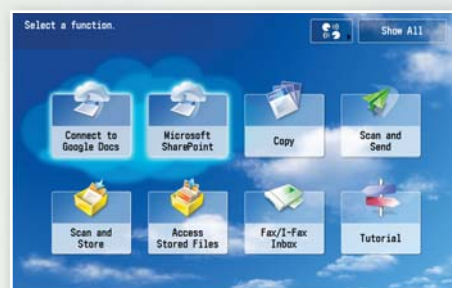 Select a function.
Show All
Connect to
Google Docs
Microsoft
SharePoint
Copy
Scan and
Send
Scan and
Store
Access
Stored Files
Fax/I-Fax
Inbox
Tutorial